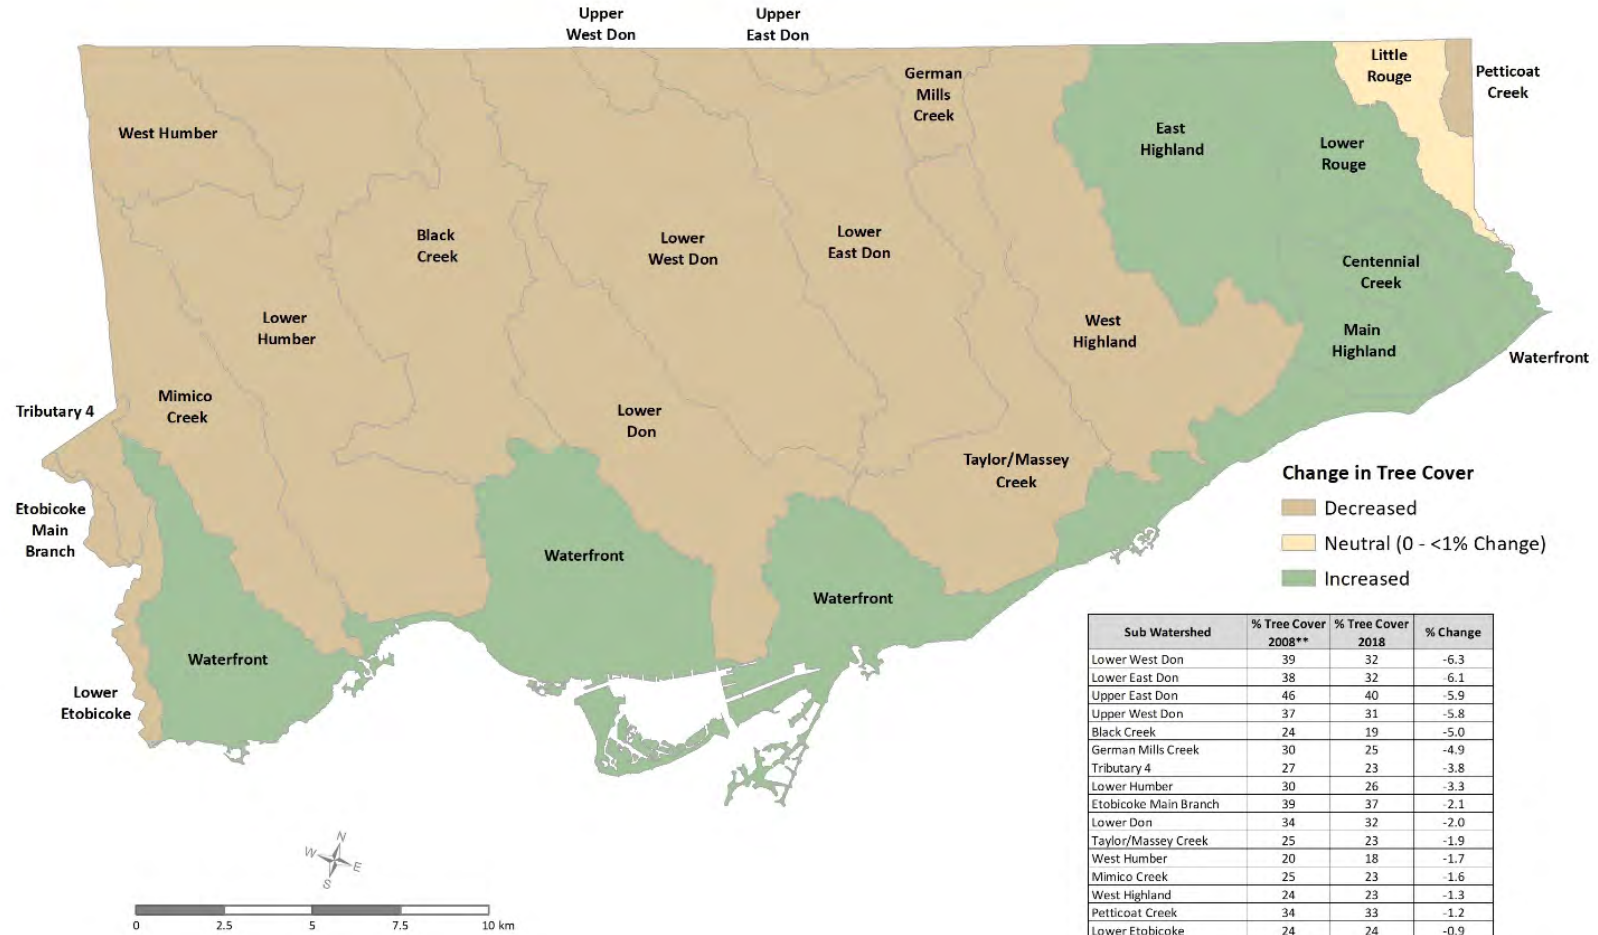 Upper
West Don
Upper
East Don
German
Mills
Creek
Little
Rouge
Petticoat
Creek
West Humber
East
Highland
Lower
Rouge
Black
Creek
Lower
West Don
Lower
East Don
Centennial
Creek
Lower
Humber
West
Highland
Main
Highland
Waterfront
Mimico
Creek
Tributary 4
Lower
Don
Taylor/Massey
Creek
Etobicoke
Main
Branch
Waterfront
Waterfront
Waterfront
Lower
Etobicoke
Change in Tree Cover
Decreased
Neutral (0 - <1% Change)
Increased
Sub Watershed % Tree Cover 2008** % Tree Cover 2018 % Change
Lower West Don 39 32 -6.3
Lower East Don 38 32 -6.1
Upper East Don 46 40 -5.9
Upper West Don 37 31 -5.8
Black Creek 24 19 -5.0
German Mills Creek 30 25 -4.9
Tributary 4 27 23 -3.8
Lower Humber 30 26 -3.3
Etobicoke Main Branch 39 37 -2.1
Lower Don 34 32 -2.0
Taylor/Massey Creek 25 23 -1.9
West Humber 20 18 -1.7
Mimico Creek 25 23 -1.6
West Highland 24 23 -1.3
Petticoat Creek 34 33 -1.2
Lower Etobicoke 24 24 -0.9
N
W
E
S
0 2.5 5 7.5 10 km